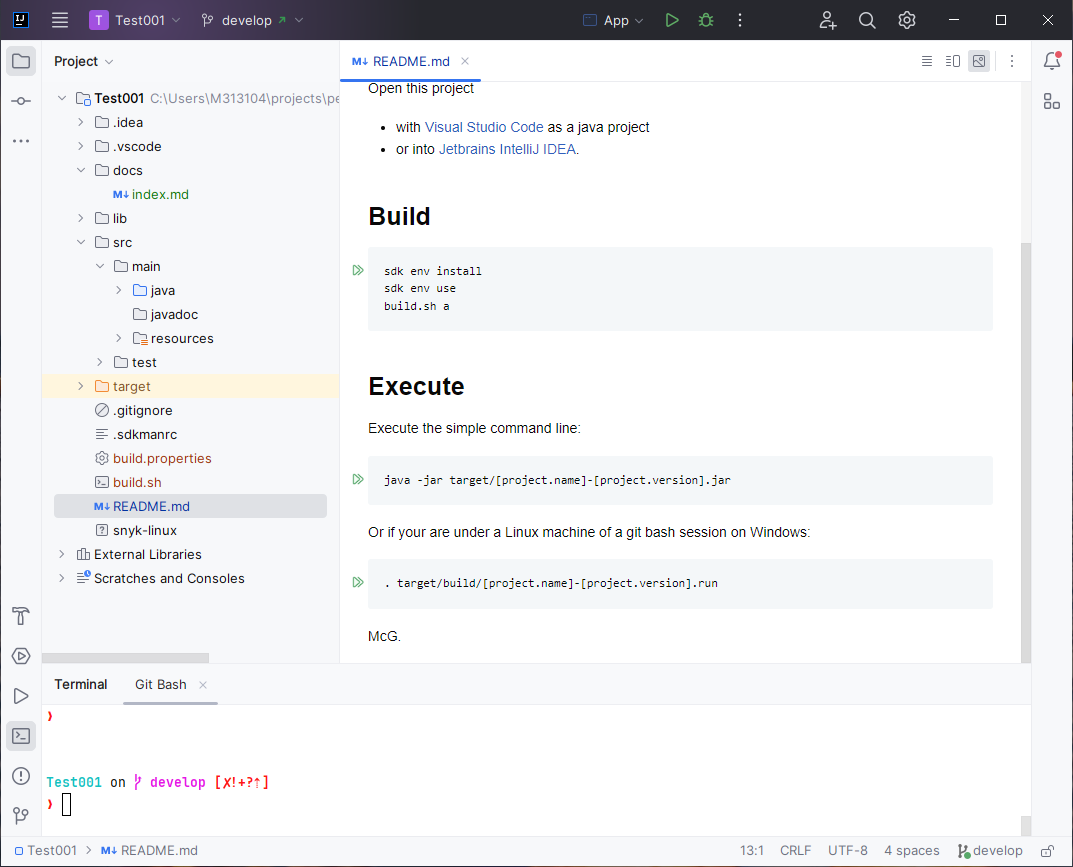 IJ
T Test001 develop App
Project
README.md
Test001 C:\Users\M313104\projects\pe
.idea
.vscode
docs
M↓ index.md
lib
src
main
java
javadoc
resources
test
target
.gitignore
.sdkmanrc
build.properties
build.sh
M↓ README.md
snyk-linux
External Libraries
Scratches and Consoles
Open this project
• with Visual Studio Code as a java project
• or into Jetbrains IntelliJ IDEA.
Build
sdk env install
sdk env use
build.sh a
Execute
Execute the simple command line:
java -jar target/[project.name]-[project.version].jar
Or if your are under a Linux machine of a git bash session on Windows:
. target/build/[project.name]-[project.version].run
McG.
Terminal Git Bash
❯
Test001 on develop [✗!+?⇡]
❯
Test001 > M↓ README.md 13:1 CRLF UTF-8 4 spaces develop